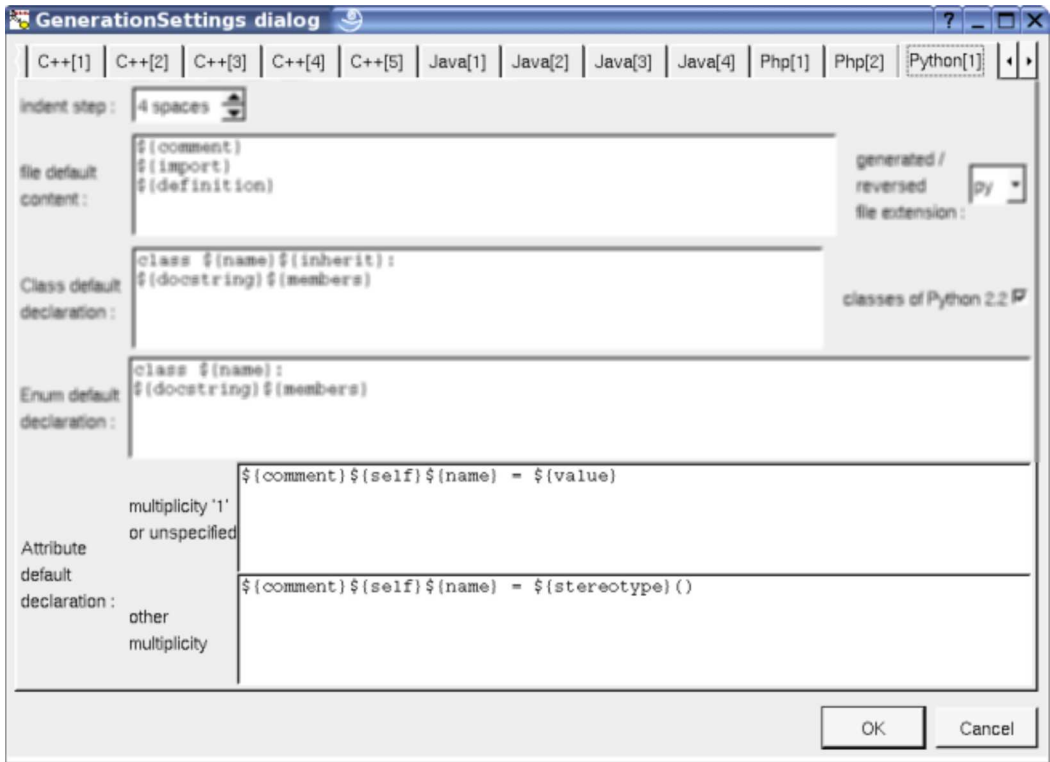 GenerationSettings dialog
C++[1] C++[2] C++[3] C++[4] C++[5] Java[1] Java[2] Java[3] Java[4] Php[1] Php[2] Python[1]
indent step : 4 spaces
file default
content :
${comment}
${import}
${definition}
generated /
reversed
file extension :
py
Class default
declaration :
class ${name}${inherit}:
${docstring}${members}
classes of Python 2.2
Enum default
declaration :
class ${name}:
${docstring}${members}
Attribute
default
declaration :
multiplicity '1'
or unspecified
${comment}${self}${name} = ${value}
other
multiplicity
${comment}${self}${name} = ${stereotype}()
OK Cancel